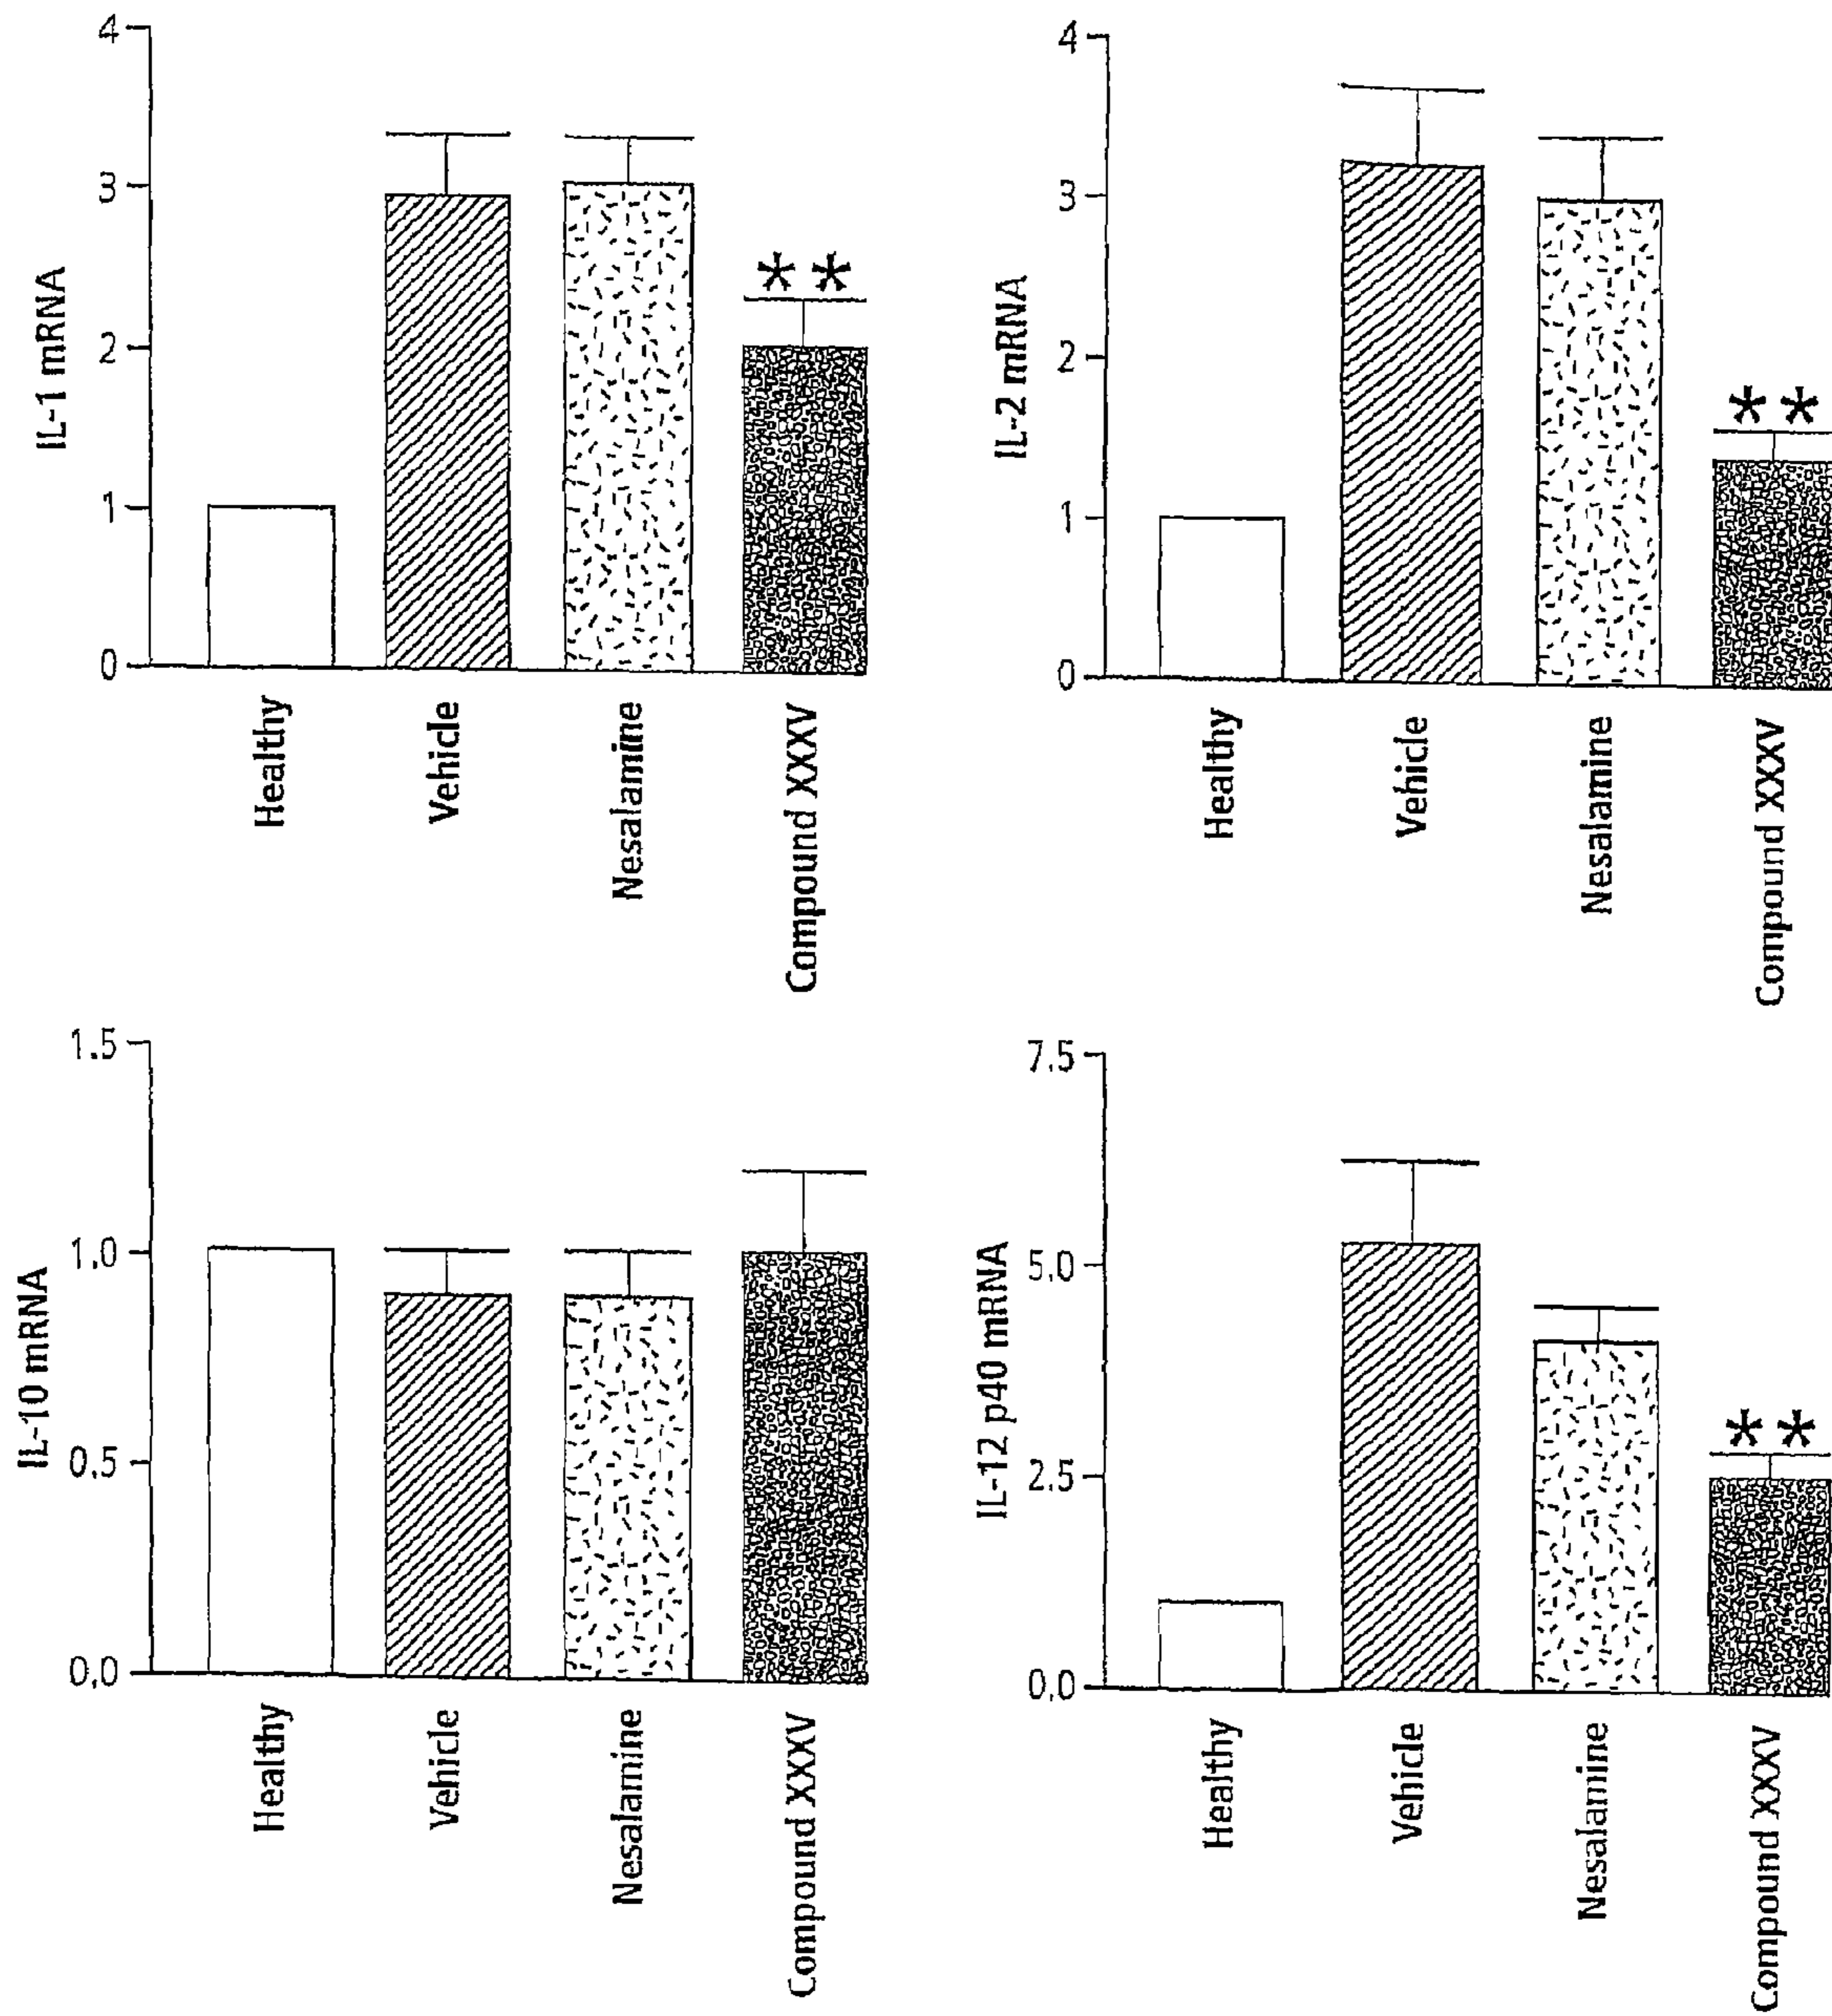 4
3
2
1
0
IL-1 mRNA
* *
Healthy
Vehicle
Nesalamine
Compound XXXV
4
3
2
1
0
IL-2 mRNA
* *
Healthy
Vehicle
Nesalamine
Compound XXXV
1.5
1.0
0.5
0.0
IL-10 mRNA
Healthy
Vehicle
Nesalamine
Compound XXXV
7.5
5.0
2.5
0.0
IL-12 p40 mRNA
* *
Healthy
Vehicle
Nesalamine
Compound XXXV